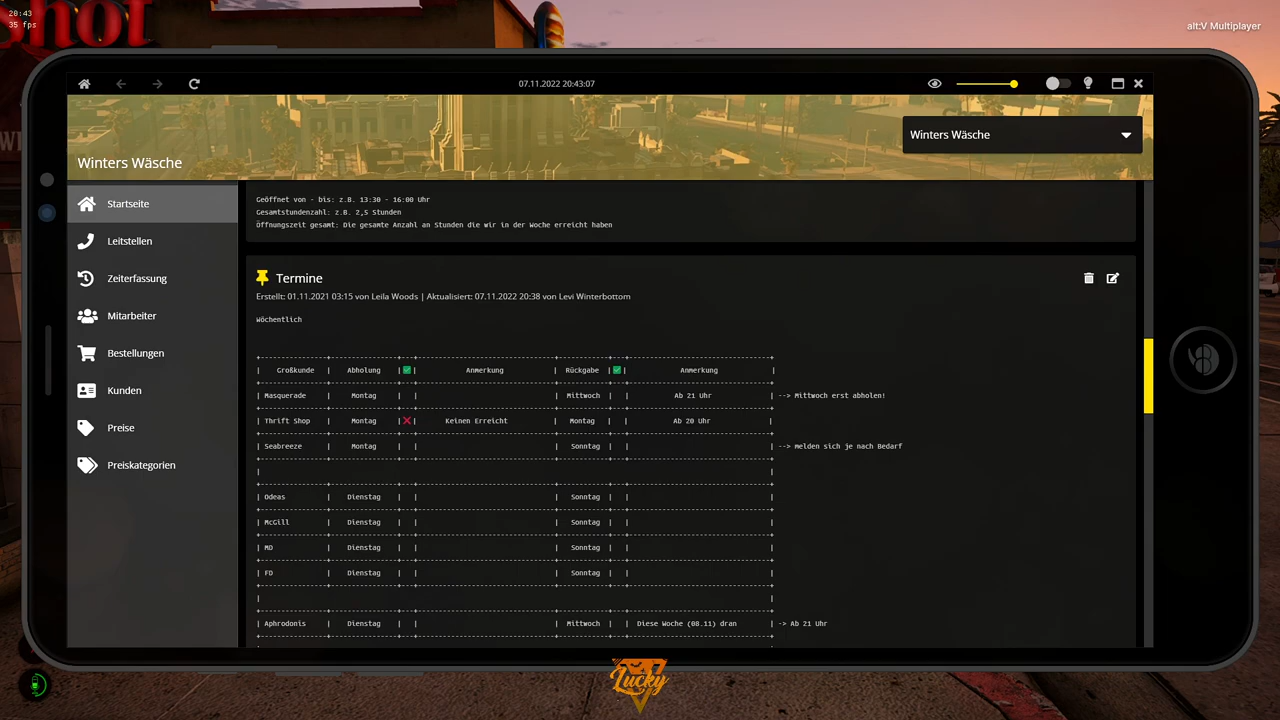 20:43
35 fps
Shot
alt:V Multiplayer
07.11.2022 20:43:07
Winters Wäsche
Winters Wäsche
Startseite
Leitstellen
Zeiterfassung
Mitarbeiter
Bestellungen
Kunden
Preise
Preiskategorien
Geöffnet von - bis: z.B. 13:30 - 16:00 Uhr
Gesamtstundenzahl: z.B. 2,5 Stunden
Öffnungszeit gesamt: Die gesamte Anzahl an Stunden die wir in der Woche erreicht haben
Termine
Erstellt: 01.11.2021 03:15 von Leila Woods | Aktualisiert: 07.11.2022 20:38 von Levi Winterbottom
Wöchentlich
| Großkunde | Abholung |✅| Anmerkung | Rückgabe |✅| Anmerkung |
| Masquerade | Montag | | | Mittwoch | | Ab 21 Uhr | --> Mittwoch erst abholen!
| Thrift Shop | Montag |❌| Keinen Erreicht | Montag | | Ab 20 Uhr |
| Seabreeze | Montag | | | Sonntag | | | --> melden sich je nach Bedarf
| |
| Odeas | Dienstag | | | Sonntag | | |
| McGill | Dienstag | | | Sonntag | | |
| MD | Dienstag | | | Sonntag | | |
| FD | Dienstag | | | Sonntag | | |
| |
| Aphrodonis | Dienstag | | | Mittwoch | | Diese Woche (08.11) dran | -> Ab 21 Uhr
Lucky